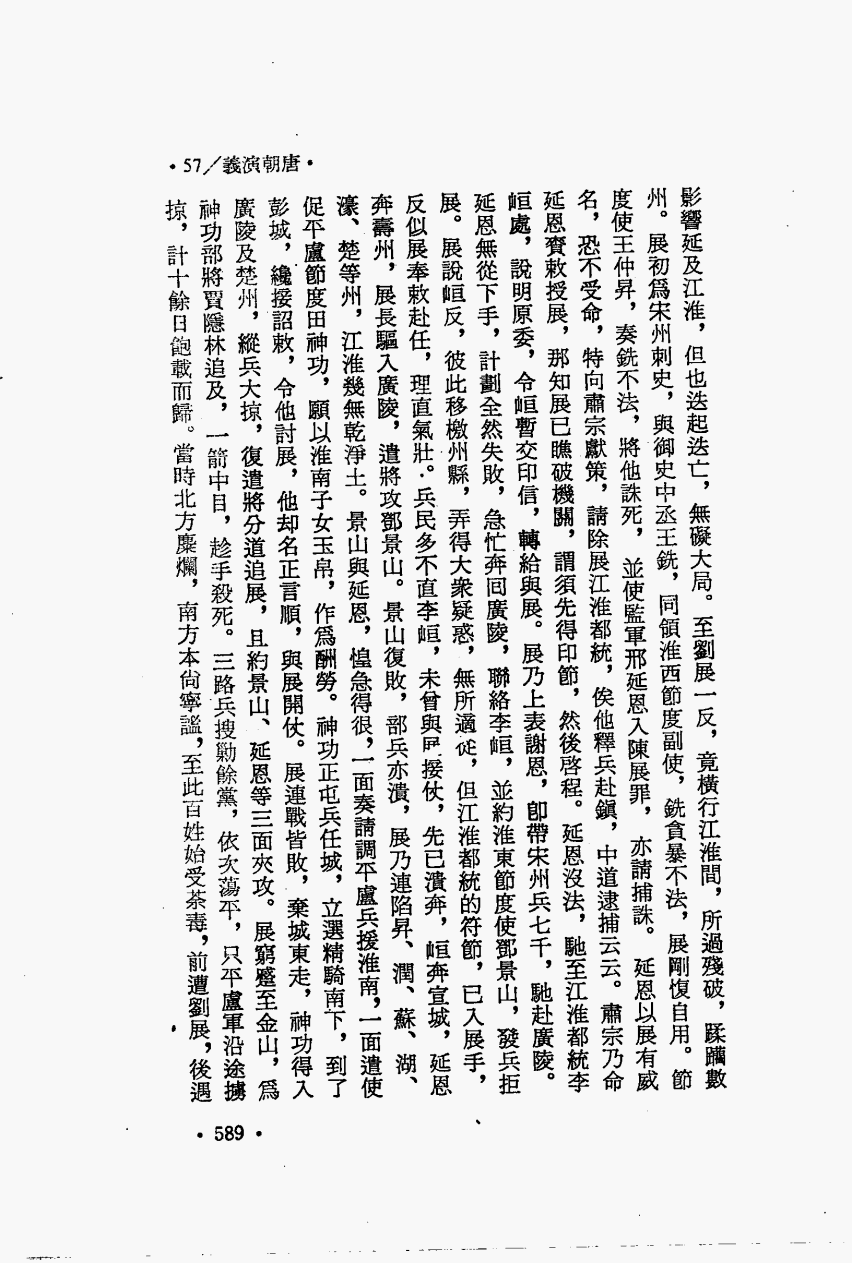 •57／義演朝唐•
影響延及江淮，但也迭起迭亡，無礙大局。至劉展一反，竟橫行江淮間，所過殘破，蹂躪數
州。展初爲宋州刺史，與御史中丞王銑，同領淮西節度副使，銑貪暴不法，展剛愎自用。節
度使王仲昇，奏銑不法，將他誅死，並使監軍邢延恩入陳展罪，亦請捕誅。延恩以展有威
名，恐不受命，特向肅宗獻策，請除展江淮都統，俟他釋兵赴鎭，中道逮捕云云。肅宗乃命
延恩賷敕授展，那知展已瞧破機關，謂須先得印節，然後啓程。延恩沒法，馳至江淮都統李
峘處，說明原委，令峘暫交印信，轉給與展。展乃上表謝恩，卽帶宋州兵七千，馳赴廣陵。
延恩無從下手，計劃全然失敗，急忙奔囘廣陵，聯絡李峘，並約淮東節度使鄧景山，發兵拒
展。展說峘反，彼此移檄州縣，弄得大衆疑惑，無所適從，但江淮都統的符節，已入展手，
反似展奉敕赴任，理直氣壯。兵民多不直李峘，未曾與展接仗，先已潰奔，峘奔宣城，延恩
奔壽州，展長驅入廣陵，遣將攻鄧景山。景山復敗，部兵亦潰，展乃連陷昇、潤、蘇、湖、
濠、楚等州，江淮幾無乾淨土。景山與延恩，惶急得很，一面奏請調平盧兵援淮南，一面遣使
促平盧節度田神功，願以淮南子女玉帛，作爲酬勞。神功正屯兵任城，立選精騎南下，到了
彭城，纔接詔敕，令他討展，他却名正言順，與展開仗。展連戰皆敗，棄城東走，神功得入
廣陵及楚州，縱兵大掠，復遣將分道追展，且約景山、延恩等三面夾攻。展窮蹙至金山，爲
神功部將賈隱林追及，一箭中目，趁手殺死。三路兵搜勦餘黨，依次蕩平，只平盧軍沿途擄
掠，計十餘日飽載而歸。當時北方糜爛，南方本尙寧謐，至此百姓始受荼毒，前遭劉展，後遇
•589•